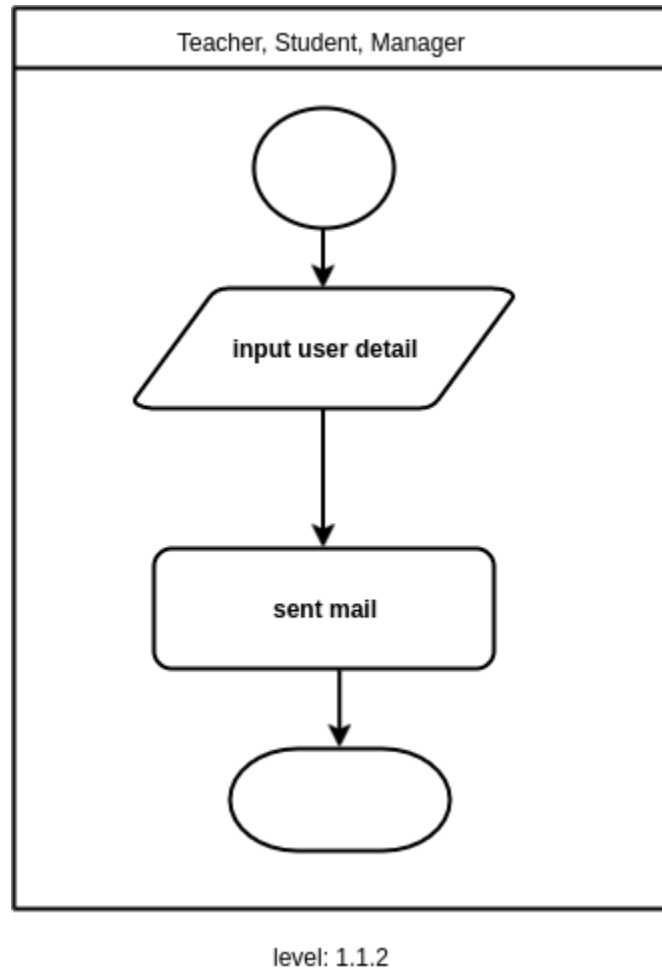 Teacher, Student, Manager
input user detail
sent mail
level: 1.1.2